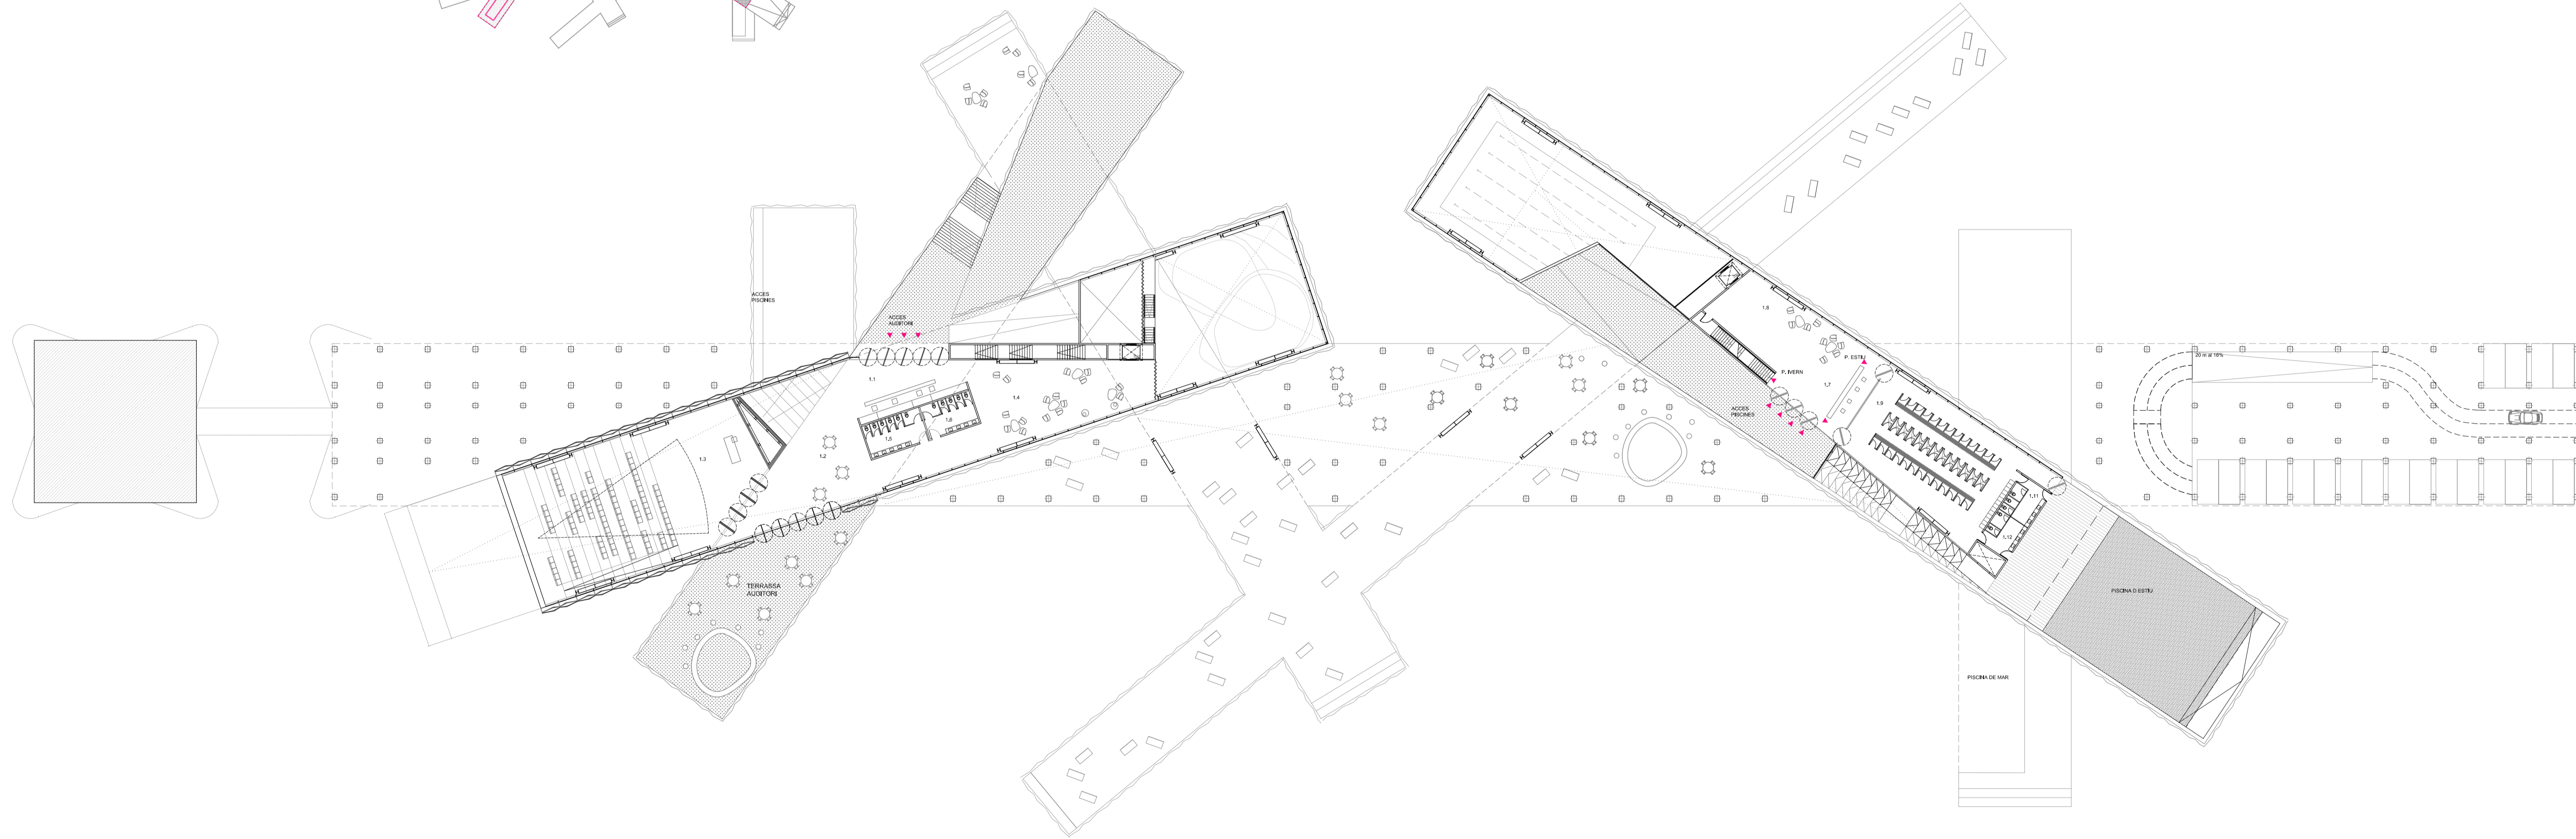 ACCES
PISCINES
ACCES
AUDITORI
1,1
1,2
1,3
1,4
1,5
1,6
TERRASSA
AUDITORI
1,8
P. ESTIU
P. IVERN
1,7
1,9
ACCES
PISCINES
1,11
1,12
PISCINA D ESTIU
PISCINA DE MAR
20 m al 16%